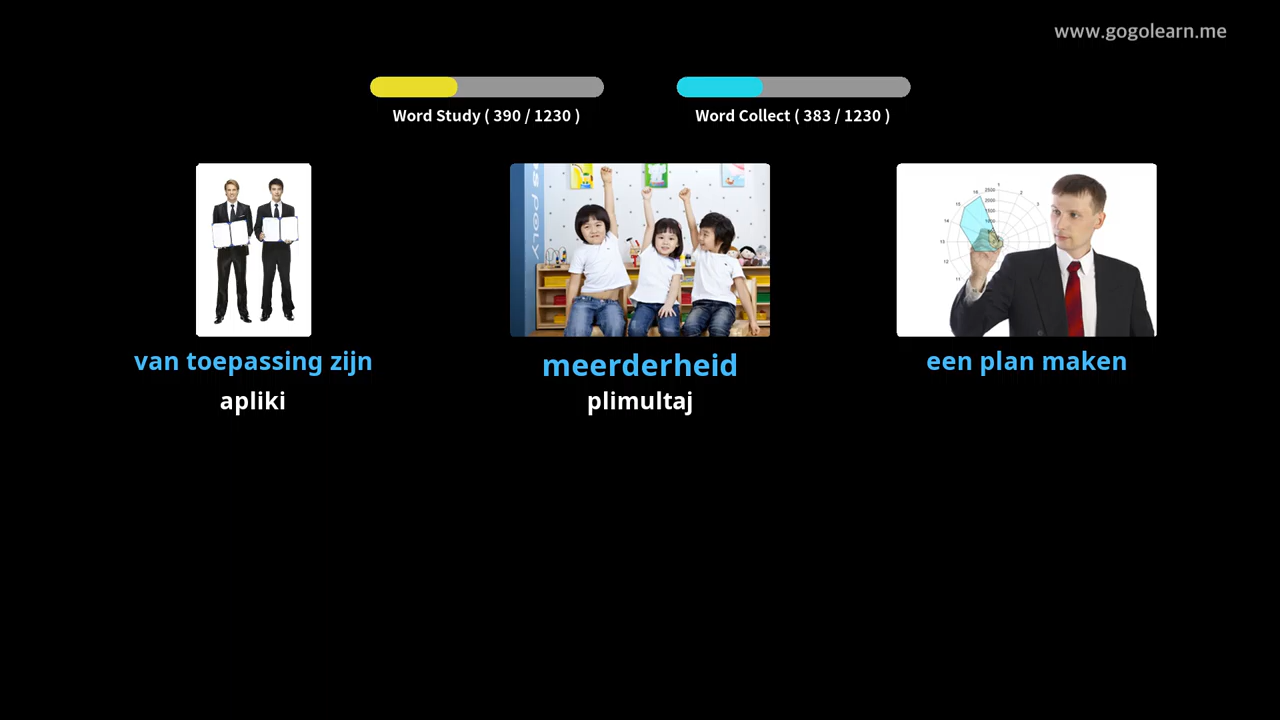 www.gogolearn.me
Word Study ( 390 / 1230 )
Word Collect ( 383 / 1230 )
van toepassing zijn
apliki
meerderheid
plimultaj
een plan maken